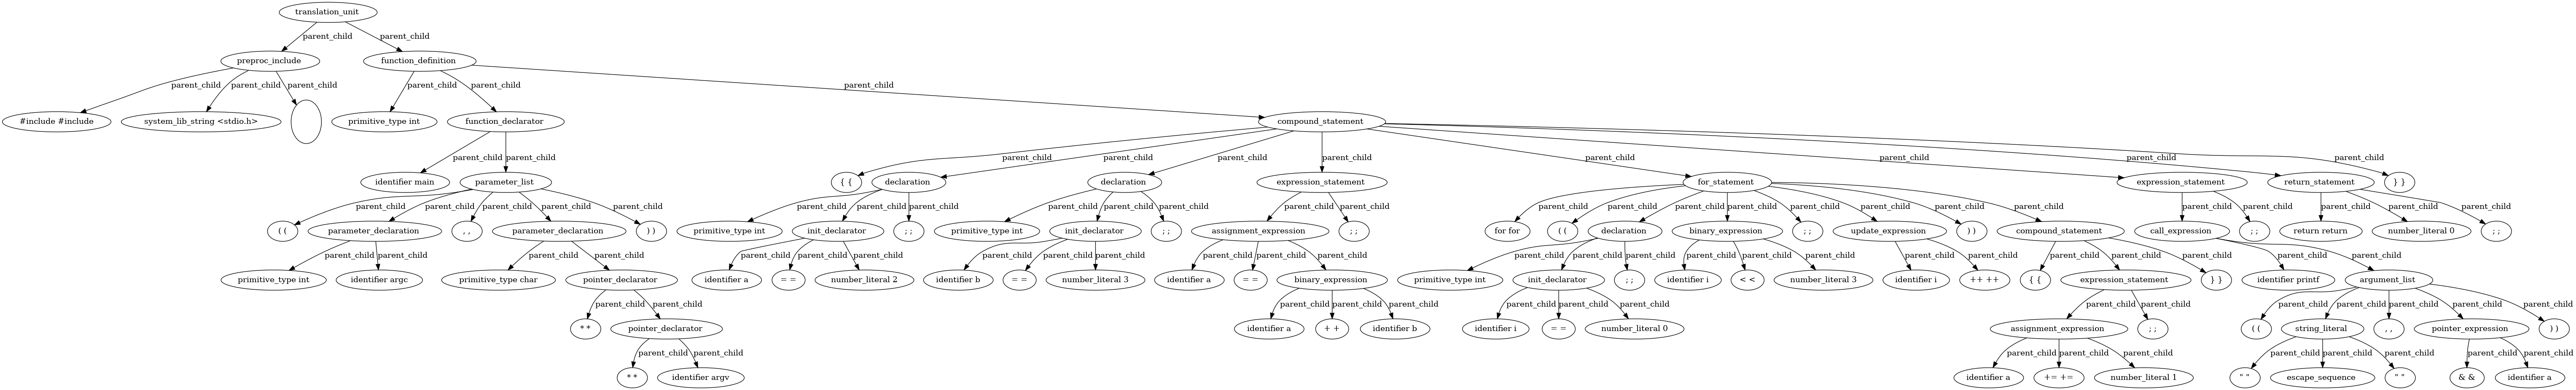 translation_unit
parent_child parent_child
preproc_include function_definition
parent_child parent_child parent_child parent_child parent_child parent_child
#include #include system_lib_string <stdio.h> primitive_type int function_declarator compound_statement
parent_child parent_child parent_child parent_child parent_child parent_child parent_child parent_child parent_child parent_child
identifier main parameter_list { { declaration declaration expression_statement for_statement expression_statement return_statement } }
parent_child parent_child parent_child parent_child parent_child parent_child parent_child parent_child parent_child parent_child parent_child parent_child parent_child parent_child parent_child parent_child parent_child parent_child parent_child parent_child parent_child parent_child parent_child parent_child parent_child parent_child
( ( parameter_declaration , , parameter_declaration ) ) primitive_type int init_declarator ; ; primitive_type int init_declarator ; ; assignment_expression ; ; for for ( ( declaration binary_expression ; ; update_expression ) ) compound_statement call_expression ; ; return return number_literal 0 ; ;
parent_child parent_child parent_child parent_child parent_child parent_child parent_child parent_child parent_child parent_child parent_child parent_child parent_child parent_child parent_child parent_child parent_child parent_child parent_child parent_child parent_child parent_child parent_child parent_child parent_child parent_child
primitive_type int identifier argc primitive_type char pointer_declarator identifier a = = number_literal 2 identifier b = = number_literal 3 identifier a = = binary_expression primitive_type int init_declarator ; ; identifier i < < number_literal 3 identifier i ++ ++ { { expression_statement } } identifier printf argument_list
parent_child parent_child parent_child parent_child parent_child parent_child parent_child parent_child parent_child parent_child parent_child parent_child parent_child parent_child parent_child
* * pointer_declarator identifier a + + identifier b identifier i = = number_literal 0 assignment_expression ; ; ( ( string_literal , , pointer_expression ) )
parent_child parent_child parent_child parent_child parent_child parent_child parent_child parent_child parent_child parent_child
* * identifier argv identifier a += += number_literal 1 " " escape_sequence " " & & identifier a